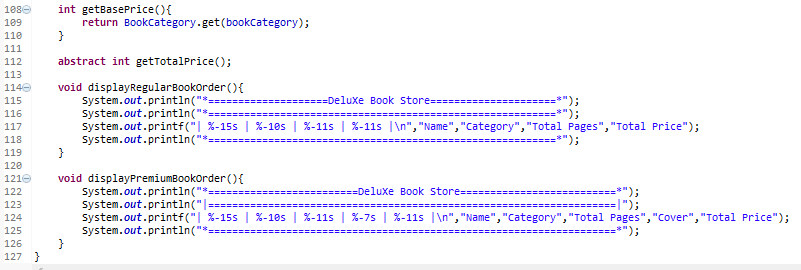 108 int getBasePrice(){
109 return BookCategory.get(bookCategory);
110 }
111
112 abstract int getTotalPrice();
113
114 void displayRegularBookOrder(){
115 System.out.println("*====================DeluXe Book Store=====================*");
116 System.out.println("*==========================================================*");
117 System.out.printf("| %-15s | %-10s | %-11s | %-11s |\n","Name","Category","Total Pages","Total Price");
118 System.out.println("*==========================================================*");
119 }
120
121 void displayPremiumBookOrder(){
122 System.out.println("*=========================DeluXe Book Store==========================*");
123 System.out.println("|====================================================================|");
124 System.out.printf("| %-15s | %-10s | %-11s | %-7s | %-11s |\n","Name","Category","Total Pages","Cover","Total Price");
125 System.out.println("*====================================================================*");
126 }
127 }